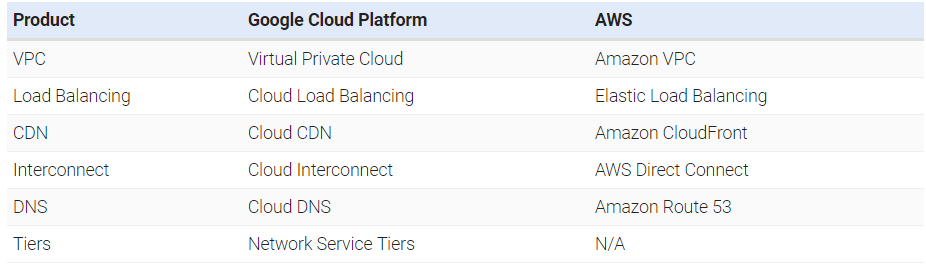 Product Google Cloud Platform AWS
VPC Virtual Private Cloud Amazon VPC
Load Balancing Cloud Load Balancing Elastic Load Balancing
CDN Cloud CDN Amazon CloudFront
Interconnect Cloud Interconnect AWS Direct Connect
DNS Cloud DNS Amazon Route 53
Tiers Network Service Tiers N/A